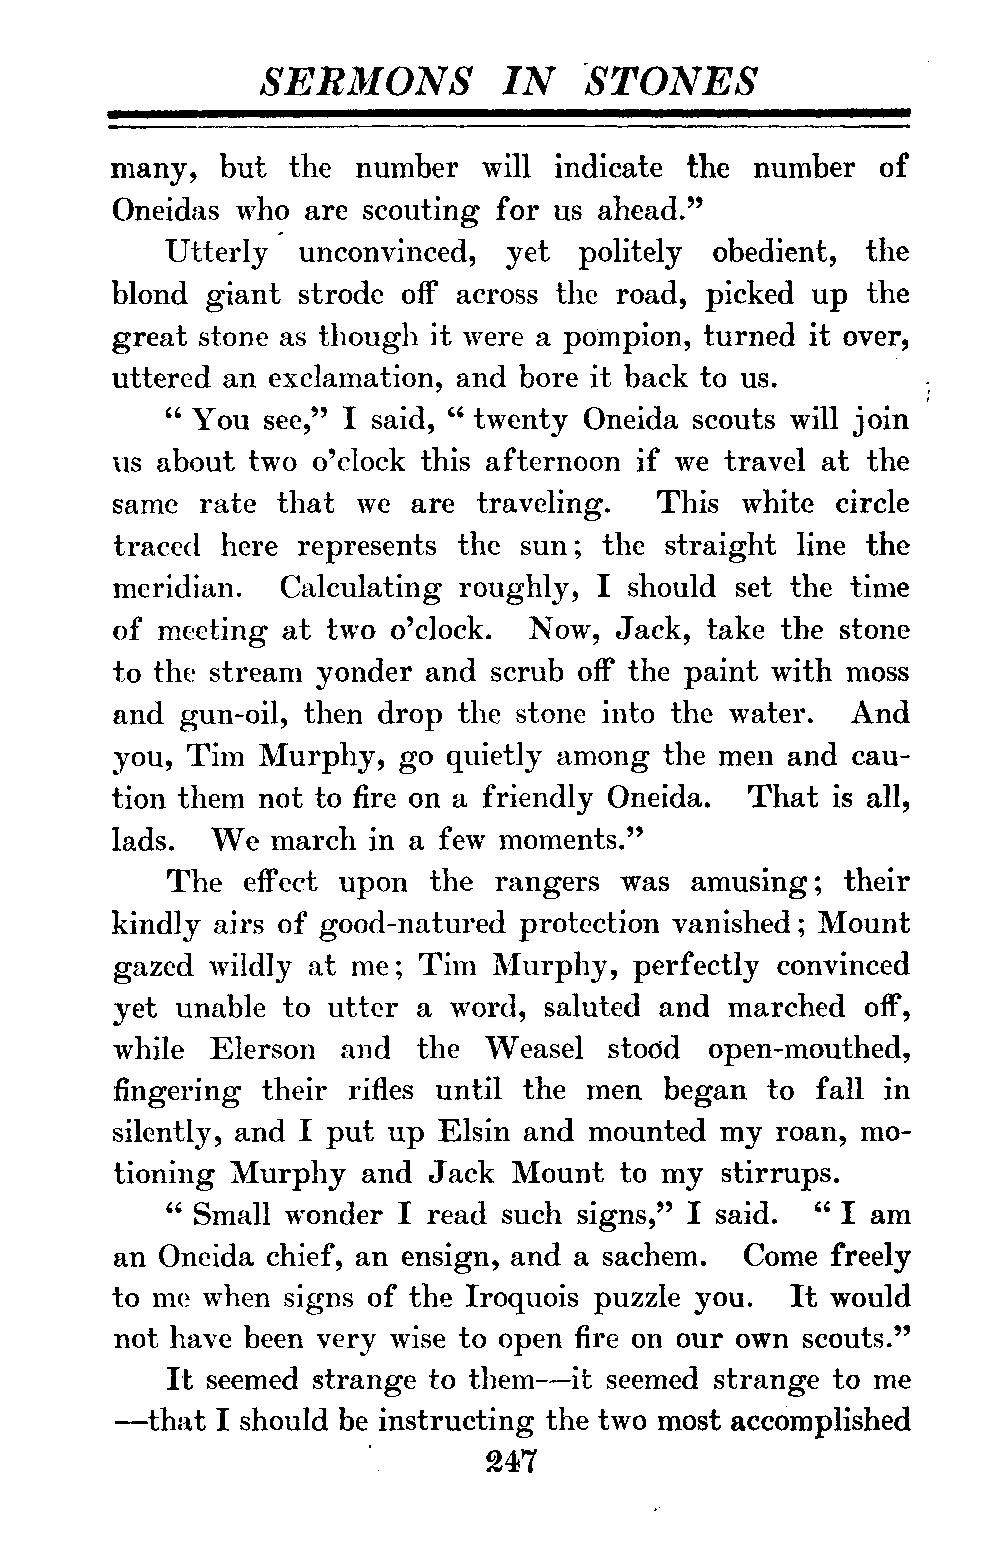 SERMONS IN STONES
many, but the number will indicate the number of
Oneidas who are scouting for us ahead.”
Utterly unconvinced, yet politely obedient, the
blond giant strode off across the road, picked up the
great stone as though it were a pompion, turned it over,
uttered an exclamation, and bore it back to us.
“ You see,” I said, “ twenty Oneida scouts will join
us about two o’clock this afternoon if we travel at the
same rate that we are traveling. This white circle
traced here represents the sun; the straight line the
meridian. Calculating roughly, I should set the time
of meeting at two o’clock. Now, Jack, take the stone
to the stream yonder and scrub off the paint with moss
and gun-oil, then drop the stone into the water. And
you, Tim Murphy, go quietly among the men and cau-
tion them not to fire on a friendly Oneida. That is all,
lads. We march in a few moments.”
The effect upon the rangers was amusing; their
kindly airs of good-natured protection vanished; Mount
gazed wildly at me; Tim Murphy, perfectly convinced
yet unable to utter a word, saluted and marched off,
while Elerson and the Weasel stood open-mouthed,
fingering their rifles until the men began to fall in
silently, and I put up Elsin and mounted my roan, mo-
tioning Murphy and Jack Mount to my stirrups.
“ Small wonder I read such signs,” I said. “ I am
an Oneida chief, an ensign, and a sachem. Come freely
to me when signs of the Iroquois puzzle you. It would
not have been very wise to open fire on our own scouts.”
It seemed strange to them—it seemed strange to me
—that I should be instructing the two most accomplished
247